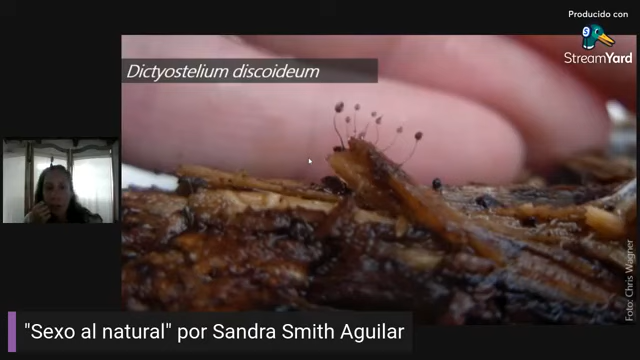 Producido con
StreamYard
Dictyostelium discoideum
Foto: Chris Wagner
"Sexo al natural" por Sandra Smith Aguilar